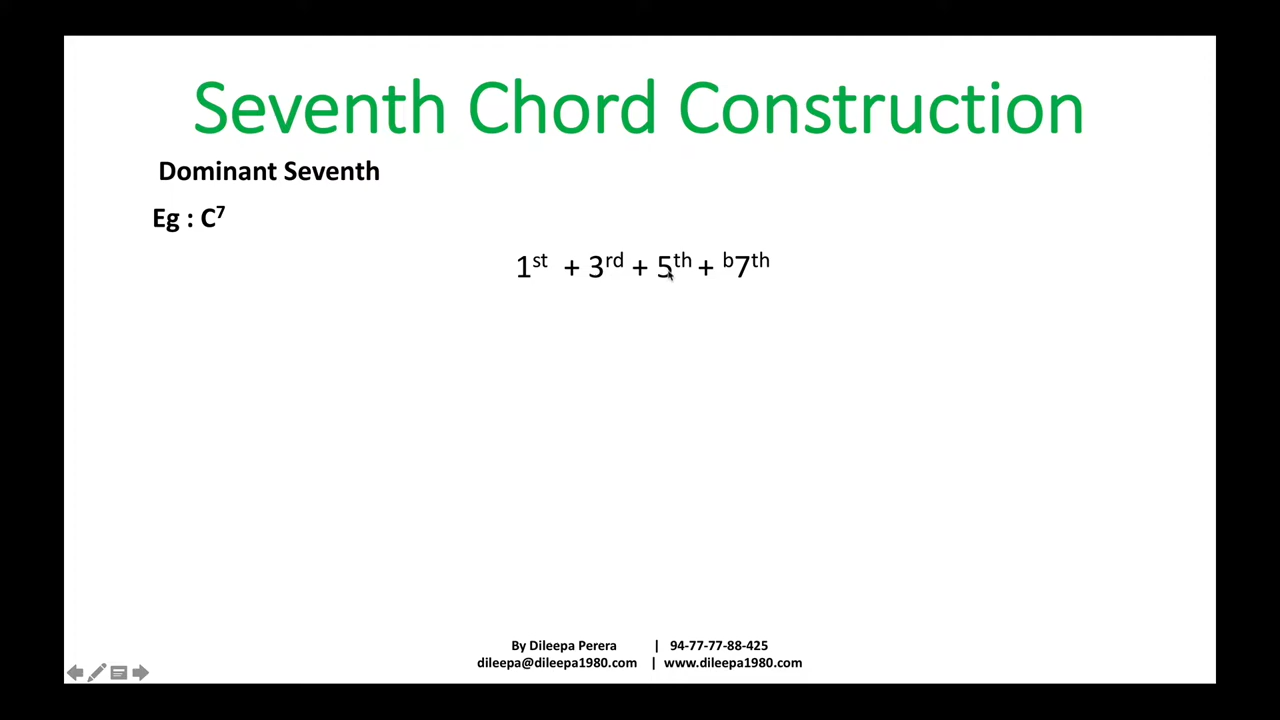 Seventh Chord Construction
Dominant Seventh
Eg : C⁷
1ˢᵗ + 3ʳᵈ + 5ᵗʰ + ᵇ7ᵗʰ
By Dileepa Perera | 94-77-77-88-425
dileepa@dileepa1980.com | www.dileepa1980.com